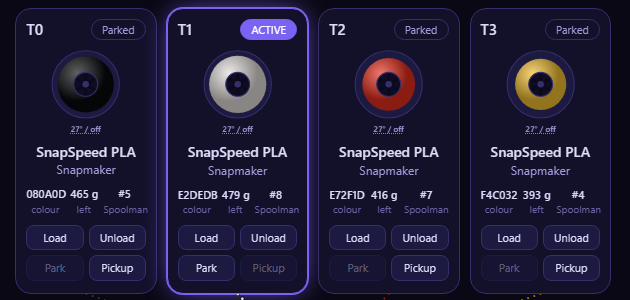 T0 Parked
27° / off
SnapSpeed PLA
Snapmaker
080A0D 465 g #5
colour left Spoolman
Load Unload
Park Pickup
T1 ACTIVE
27° / off
SnapSpeed PLA
Snapmaker
E2DEDB 479 g #8
colour left Spoolman
Load Unload
Park Pickup
T2 Parked
27° / off
SnapSpeed PLA
Snapmaker
E72F1D 416 g #7
colour left Spoolman
Load Unload
Park Pickup
T3 Parked
27° / off
SnapSpeed PLA
Snapmaker
F4C032 393 g #4
colour left Spoolman
Load Unload
Park Pickup